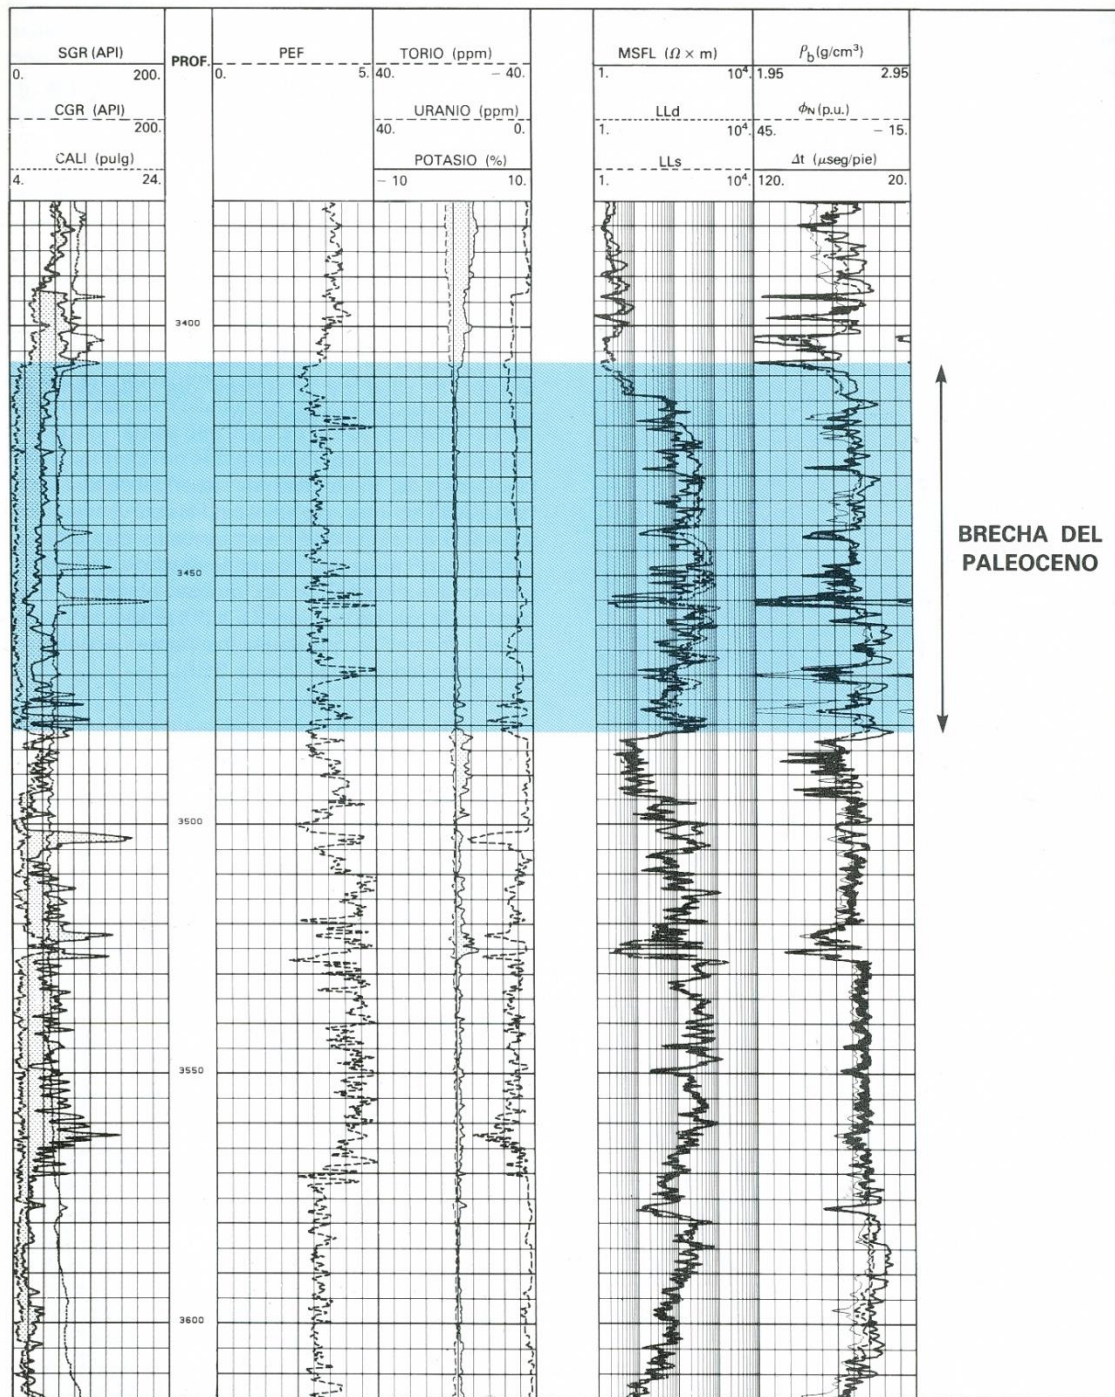 SGR (API)
0. 200.
CGR (API)
200.
CALI (pulg)
4. 24.
PROF.
PEF
0. 5.
TORIO (ppm)
40. – 40.
URANIO (ppm)
40. 0.
POTASIO (%)
– 10 10.
MSFL (Ω × m)
1. 10⁴.
LLd
1. 10⁴.
LLs
1. 10⁴.
ρb (g/cm³)
1.95 2.95
ϕN (p.u.)
45. – 15.
Δt (μseg/pie)
120. 20.
3400
3450
3500
3550
3600
BRECHA DEL
PALEOCENO